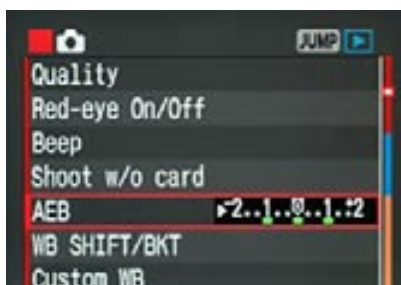 JUMP
Quality
Red-eye On/Off
Beep
Shoot w/o card
AEB -2..1..0..1.:2
WB SHIFT/BKT
Custom WB